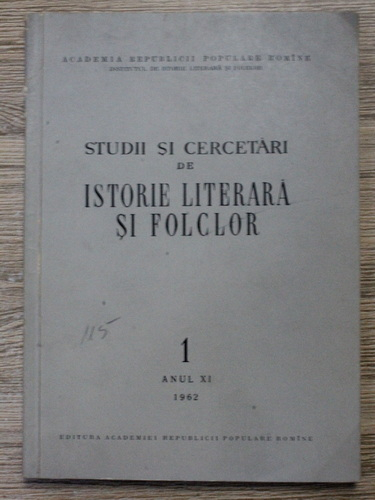 ACADEMIA REPUBLICII POPULARE ROMÎNE
INSTITUTUL DE ISTORIE LITERARĂ ȘI FOLCLOR
STUDII ȘI CERCETĂRI
DE
ISTORIE LITERARĂ
ȘI FOLCLOR
115
1
ANUL XI
1962
EDITURA ACADEMIEI REPUBLICII POPULARE ROMÎNE